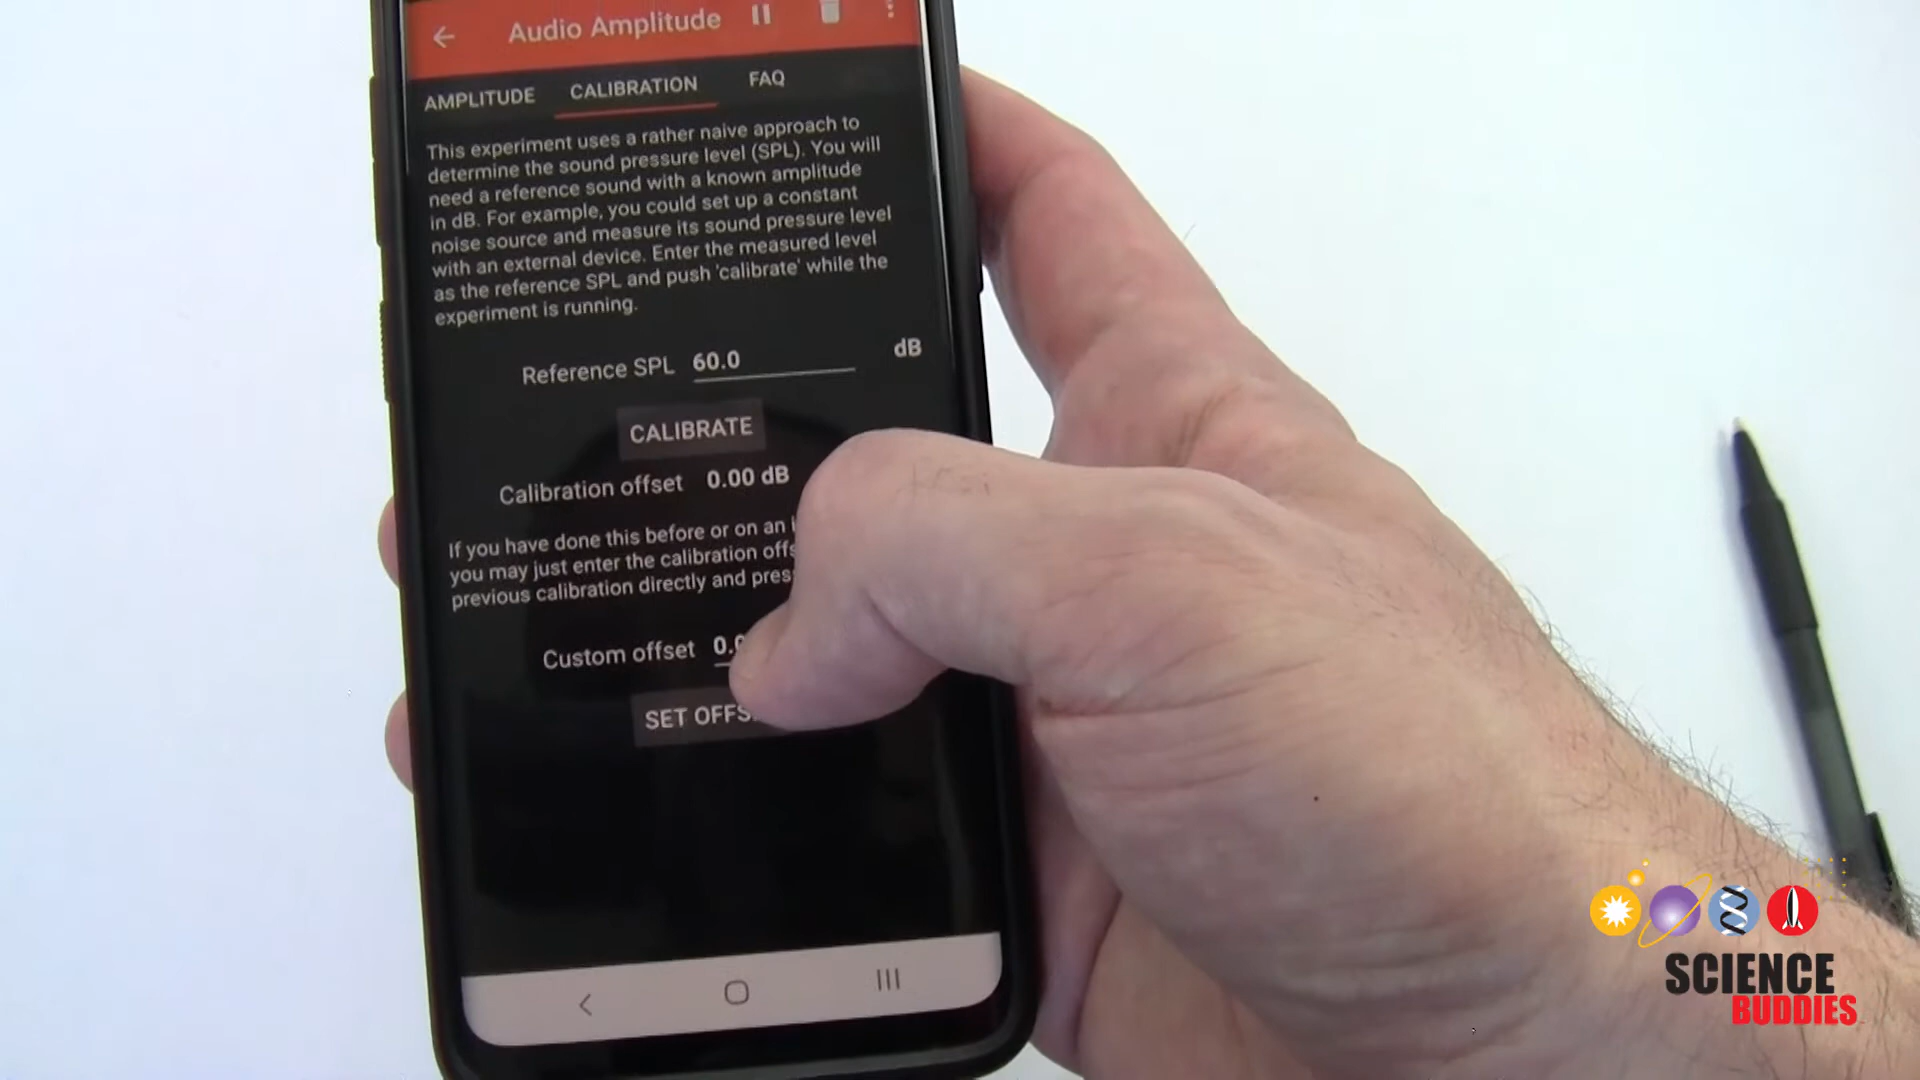 Audio Amplitude
AMPLITUDE CALIBRATION FAQ
This experiment uses a rather naive approach to
determine the sound pressure level (SPL). You will
need a reference sound with a known amplitude
in dB. For example, you could set up a constant
noise source and measure its sound pressure level
with an external device. Enter the measured level
as the reference SPL and push 'calibrate' while the
experiment is running.
Reference SPL 60.0 dB
CALIBRATE
Calibration offset 0.00 dB
If you have done this before or on an
you may just enter the calibration
previous calibration directly and
Custom offset
SET
SCIENCE
BUDDIES